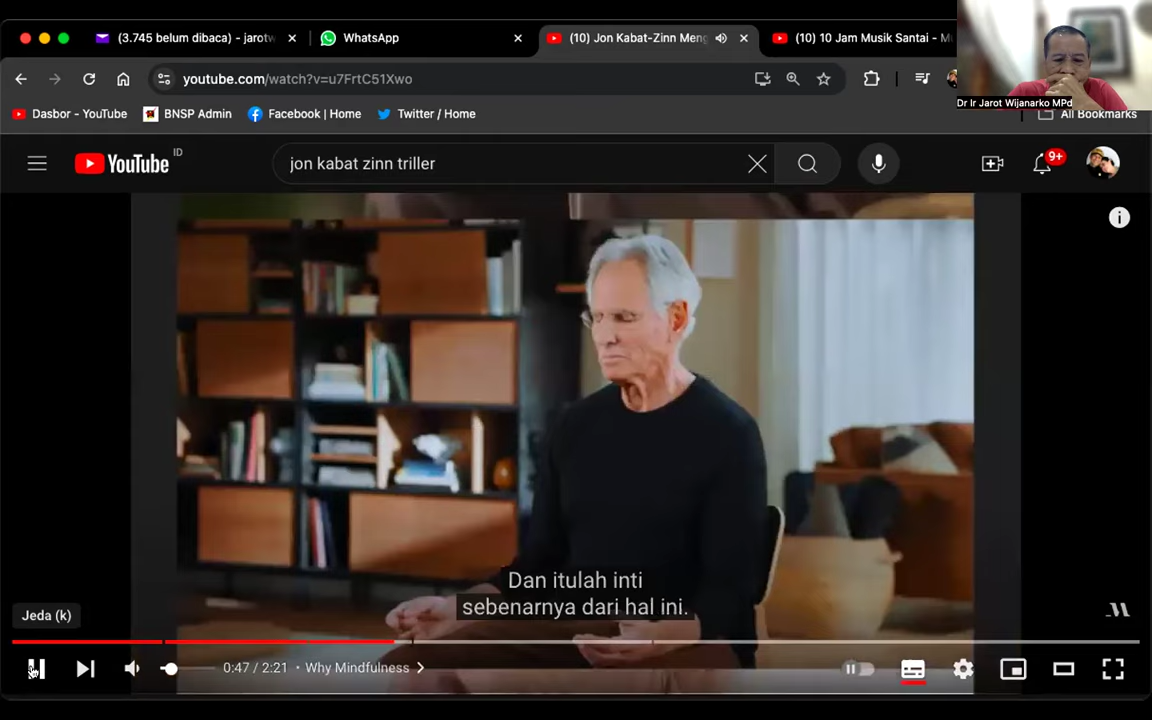 (3.745 belum dibaca) - jarotw
WhatsApp
(10) Jon Kabat-Zinn Meng
(10) 10 Jam Musik Santai - M
Dr Ir Jarot Wijanarko MPd
youtube.com/watch?v=u7FrtC51Xwo
Dasbor - YouTube
BNSP Admin
Facebook | Home
Twitter / Home
All Bookmarks
YouTube ID
jon kabat zinn triller
9+
Dan itulah inti
sebenarnya dari hal ini.
Jeda (k)
0:47 / 2:21 • Why Mindfulness